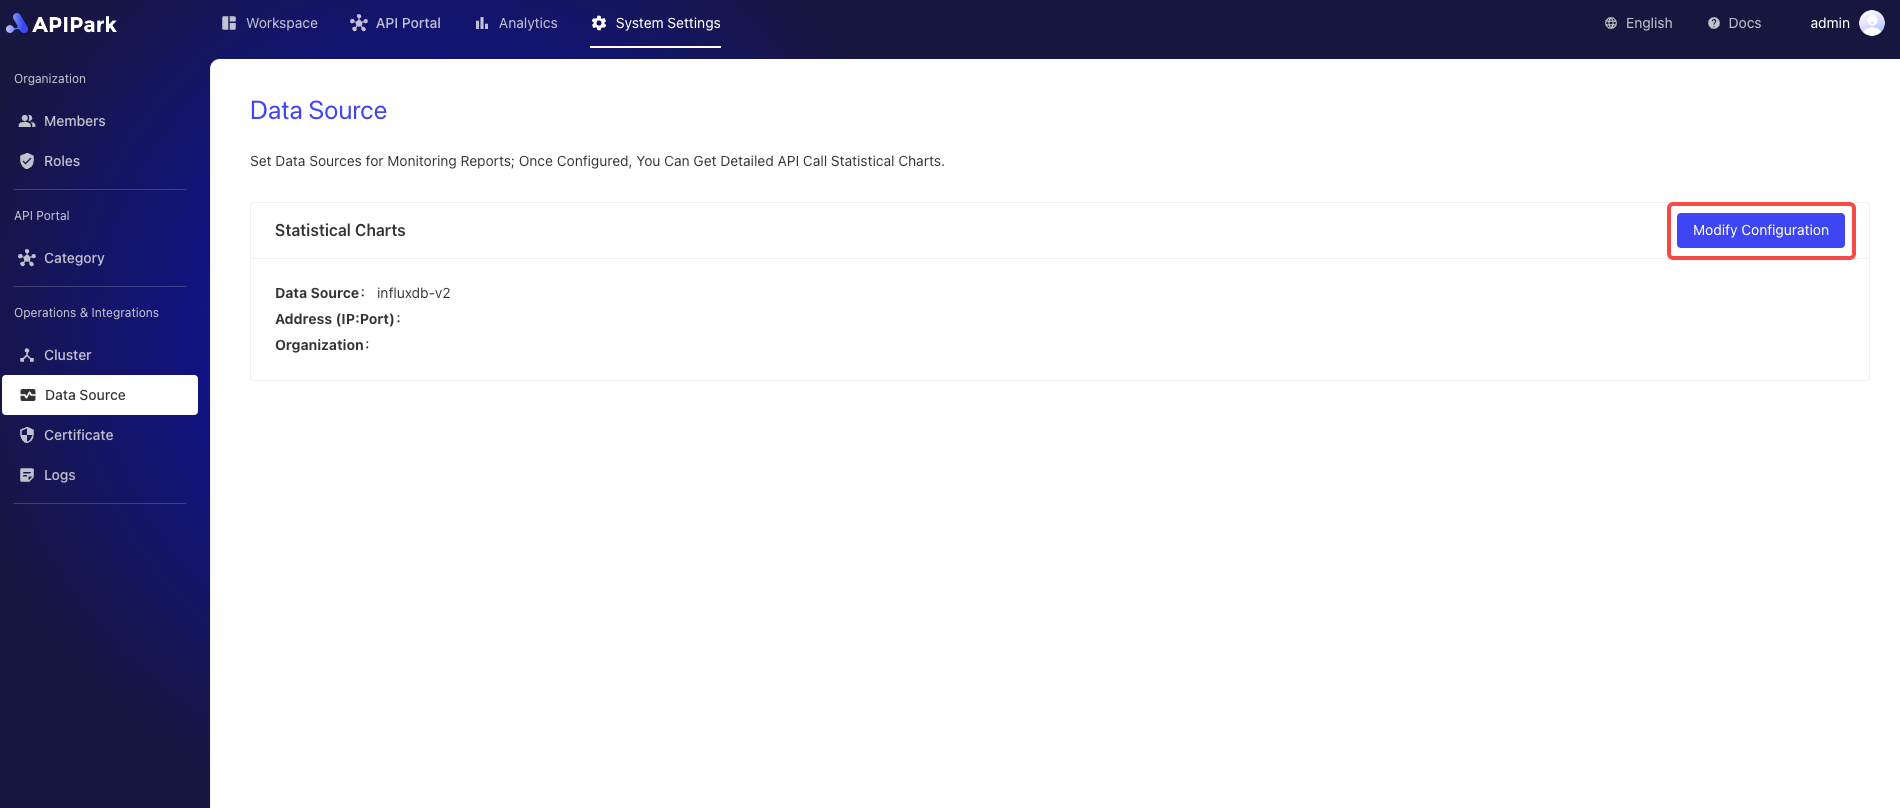 APIPark
Workspace
API Portal
Analytics
System Settings
English
Docs
admin
Organization
Members
Roles
API Portal
Category
Operations & Integrations
Cluster
Data Source
Certificate
Logs
Data Source
Set Data Sources for Monitoring Reports; Once Configured, You Can Get Detailed API Call Statistical Charts.
Statistical Charts
Modify Configuration
Data Source: influxdb-v2
Address (IP:Port):
Organization: